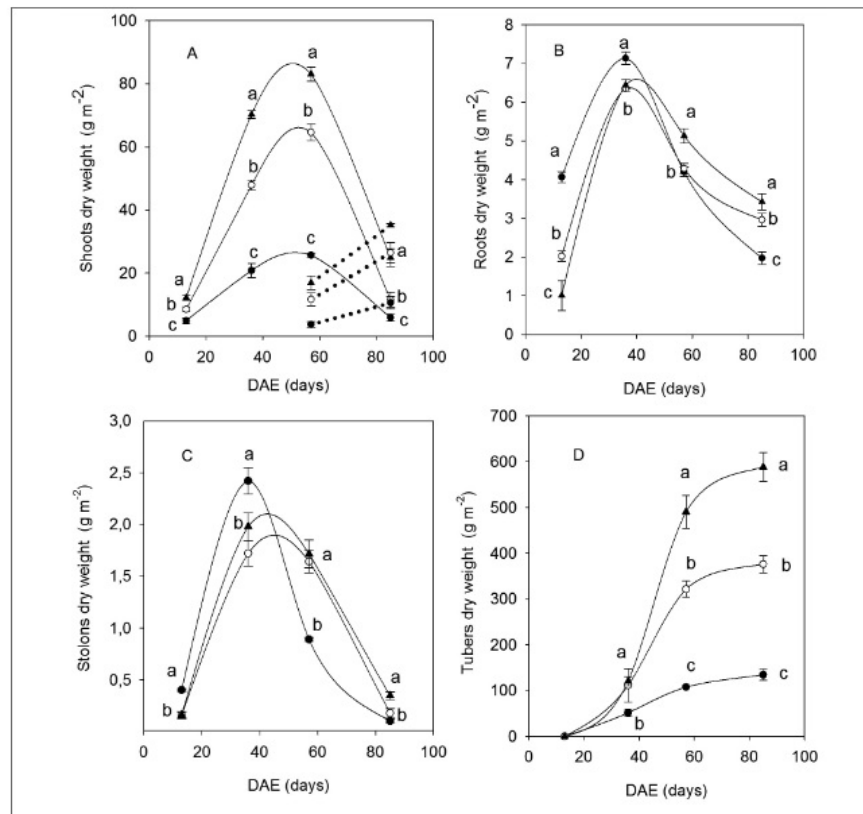 A
Shoots dry weight (g m-2)
100
80
60
40
20
0
a
b
c
a
b
c
a
b
c
a
b
c
0 20 40 60 80 100
DAE (days)
B
Roots dry weight (g m-2)
8
7
6
5
4
3
2
1
0
a
b
c
a
b
a
b
a
b
c
0 20 40 60 80 100
DAE (days)
C
Stolons dry weight (g m-2)
3,0
2,5
2,0
1,5
1,0
0,5
a
b
a
b
a
b
a
b
0 20 40 60 80 100
DAE (days)
D
Tubers dry weight (g m-2)
700
600
500
400
300
200
100
0
a
b
a
b
c
a
b
c
0 20 40 60 80 100
DAE (days)